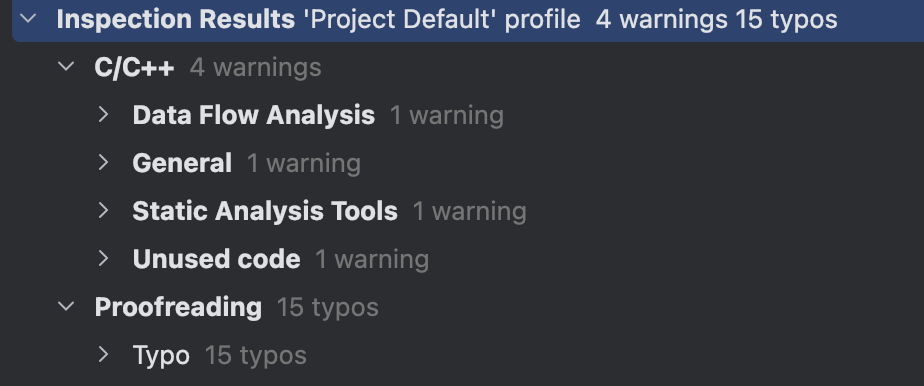 Inspection Results 'Project Default' profile 4 warnings 15 typos
C/C++ 4 warnings
Data Flow Analysis 1 warning
General 1 warning
Static Analysis Tools 1 warning
Unused code 1 warning
Proofreading 15 typos
Typo 15 typos